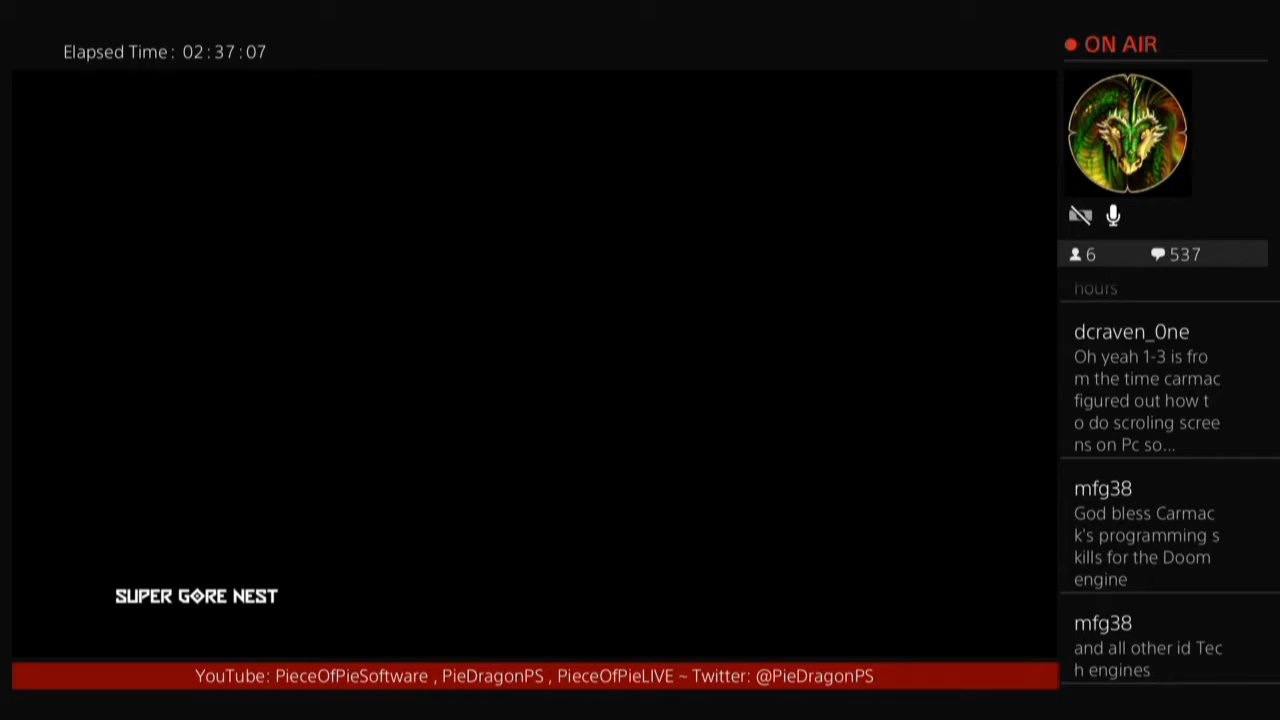 Elapsed Time: 02:37:07
ON AIR
6 537
hours
dcraven_0ne
Oh yeah 1-3 is fro
m the time carmac
figured out how t
o do scroling scree
ns on Pc so...
mfg38
God bless Carmac
k's programming s
kills for the Doom
engine
mfg38
and all other id Tec
h engines
SUPER GORE NEST
YouTube: PieceOfPieSoftware , PieDragonPS , PieceOfPieLIVE ~ Twitter: @PieDragonPS